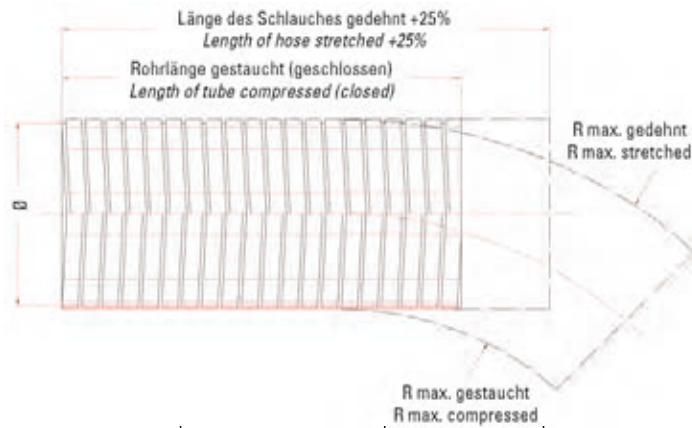 Länge des Schlauches gedehnt +25%
Length of hose stretched +25%
Rohrlänge gestaucht (geschlossen)
Length of tube compressed (closed)
R max. gedehnt
R max. stretched
Ø
R max. gestaucht
R max. compressed